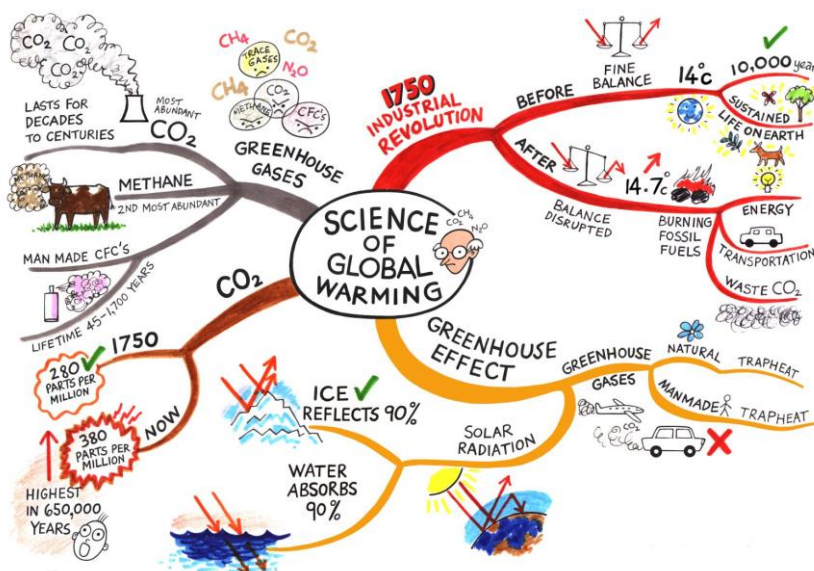 SCIENCE
OF
GLOBAL
WARMING
CO₂
CH₄
N₂O
1750
INDUSTRIAL
REVOLUTION
BEFORE
FINE
BALANCE
14°C
10,000 year
SUSTAINED
LIFE ON EARTH
AFTER
BALANCE
DISRUPTED
14.7°c
BURNING
FOSSIL
FUELS
ENERGY
TRANSPORTATION
WASTE CO₂
GREENHOUSE
EFFECT
GREENHOUSE
GASES
NATURAL
TRAPHEAT
MANMADE
TRAPHEAT
CO₂
SOLAR
RADIATION
ICE
REFLECTS 90%
WATER
ABSORBS
90%
CO₂
1750
280
PARTS PER
MILLION
NOW
380
PARTS PER
MILLION
HIGHEST
IN 650,000
YEARS
GREENHOUSE
GASES
CH₄
CO₂
TRACE
GASES
N₂O
CH₄
CO₂
METHANE
CFC'S
CO₂
CO₂
CO₂
MOST
ABUNDANT
LASTS FOR
DECADES
TO CENTURIES
CO₂
METHANE
METHANE
2ND MOST ABUNDANT
MAN MADE CFC'S
LIFETIME 45-1,700 YEARS